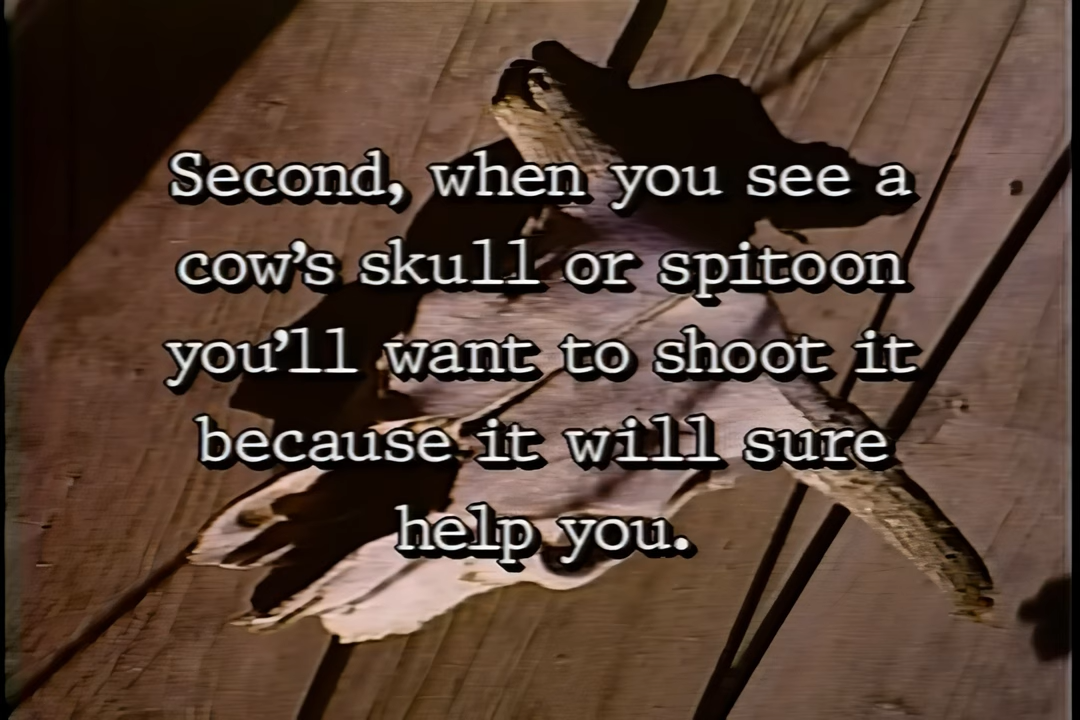 Second, when you see a
cow’s skull or spitoon
you’ll want to shoot it
because it will sure
help you.